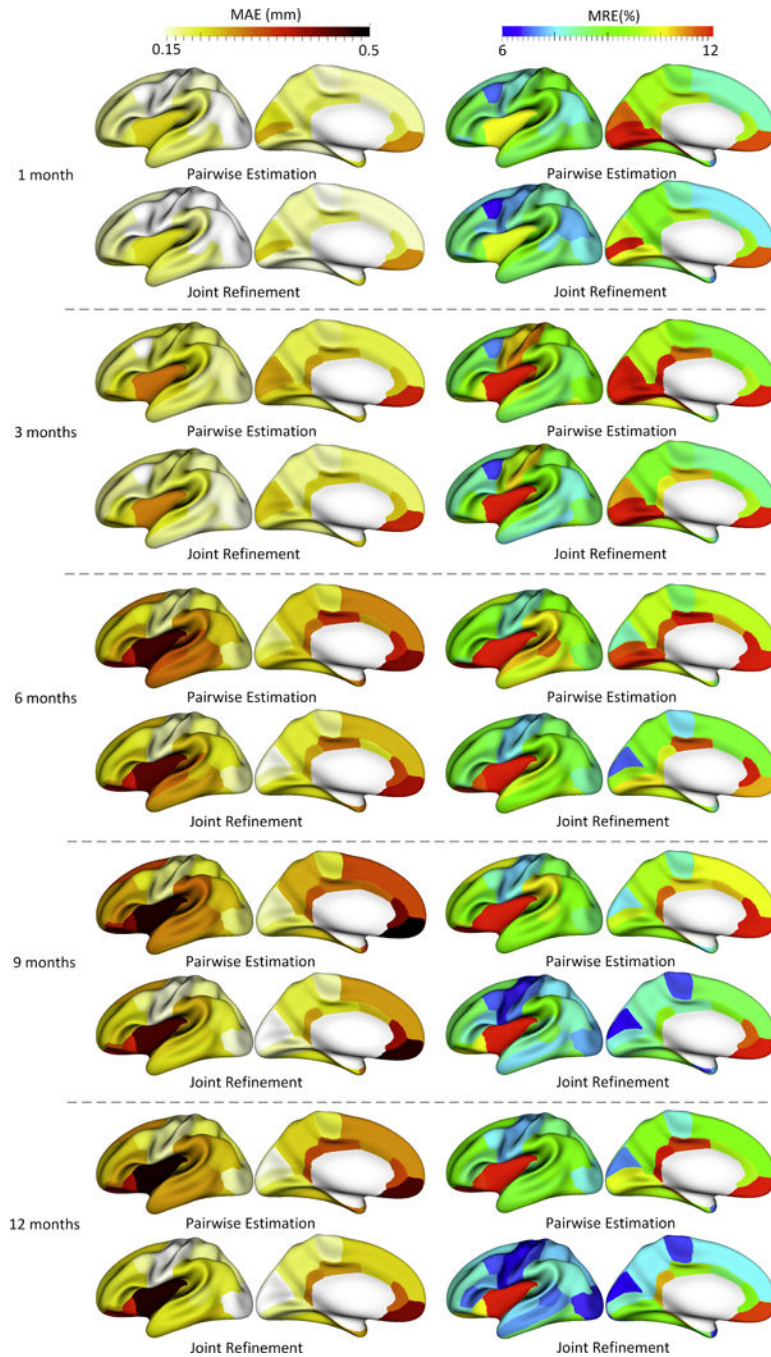 MAE (mm)
MRE(%)
0.15
0.5
6
12
Pairwise Estimation
Pairwise Estimation
1 month
Joint Refinement
Joint Refinement
Pairwise Estimation
Pairwise Estimation
3 months
Joint Refinement
Joint Refinement
Pairwise Estimation
Pairwise Estimation
6 months
Joint Refinement
Joint Refinement
Pairwise Estimation
Pairwise Estimation
9 months
Joint Refinement
Joint Refinement
Pairwise Estimation
Pairwise Estimation
12 months
Joint Refinement
Joint Refinement